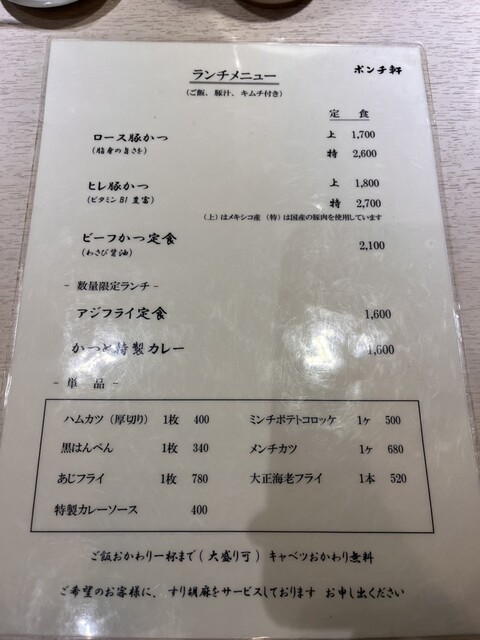 ランチメニュー ポンチ軒
(ご飯、豚汁、キムチ付き)
定 食
ロース豚かつ 上 1,700
(脂身の旨さを) 特 2,600
ヒレ豚かつ 上 1,800
(ビタミンB1豊富) 特 2,700
(上)はメキシコ産 (特)は国産の豚肉を使用しています
ビーフかつ定食 2,100
(わさび醤油)
- 数量限定ランチ -
アジフライ定食 1,600
かつと特製カレー 1,600
- 単 品 -
ハムカツ(厚切り) 1枚 400 ミンチポテトコロッケ 1ヶ 500
黒はんぺん 1枚 340 メンチカツ 1ヶ 680
あじフライ 1枚 780 大正海老フライ 1本 520
特製カレーソース 400
ご飯おかわり一杯まで(大盛り可) キャベツおかわり無料
ご希望のお客様に、すり胡麻をサービスしております お申し出ください